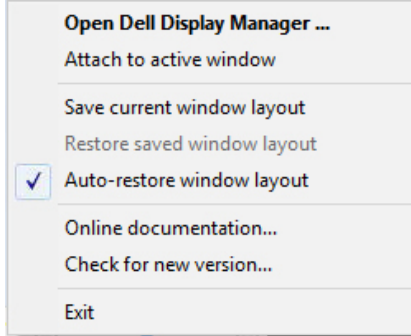 Open Dell Display Manager ...
Attach to active window
Save current window layout
Restore saved window layout
Auto-restore window layout
Online documentation...
Check for new version...
Exit